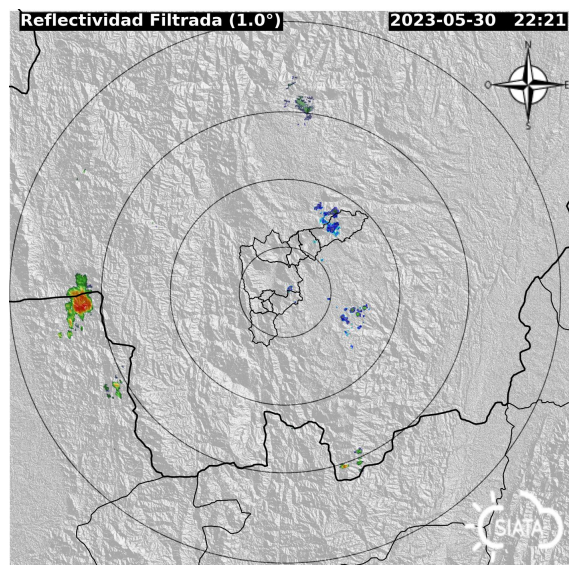 Reflectividad Filtrada (1.0°)
2023-05-30 22:21
N
O E
S
SIATA